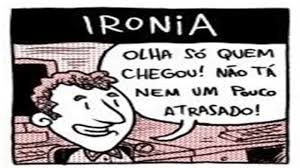 IRONIA
OLHA SÓ QUEM
CHEGOU! NÃO TÁ
NEM UM POUCO
ATRASADO!